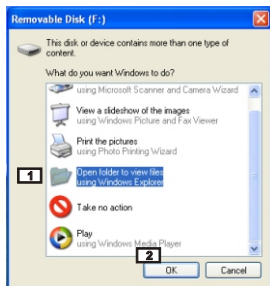 Removable Disk (F:)
This disk or device contains more than one type of
content.
What do you want Windows to do?
using Microsoft Scanner and Camera Wizard
View a slideshow of the images
using Windows Picture and Fax Viewer
Print the pictures
using Photo Printing Wizard
1
Open folder to view files
using Windows Explorer
Take no action
Play
using Windows Media Player
2
OK
Cancel